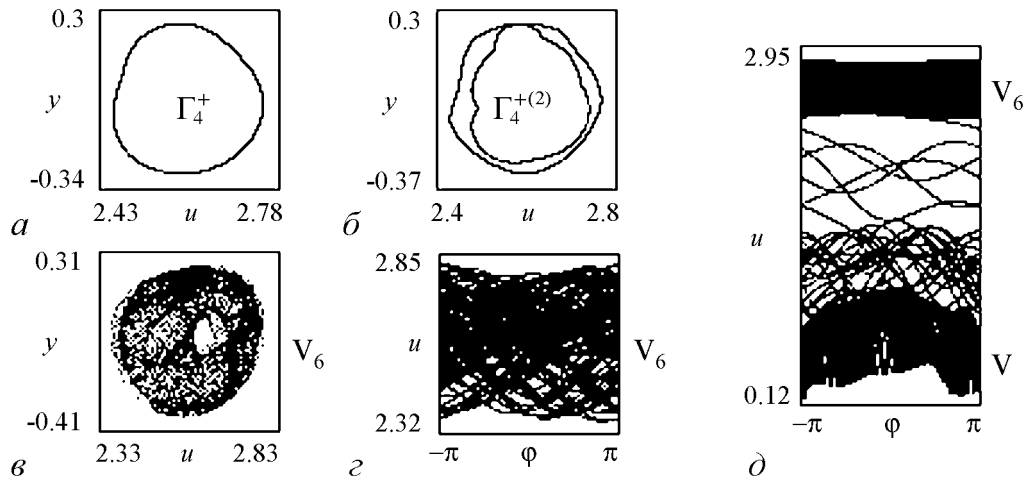 0.3
y
Γ₄⁺
-0.34
2.43 u 2.78
а
0.3
y
Γ₄⁺⁽²⁾
-0.37
2.4 u 2.8
б
0.31
y
V₆
-0.41
2.33 u 2.83
в
2.85
u
V₆
2.32
−π φ π
г
2.95
V₆
u
V
0.12
−π φ π
д